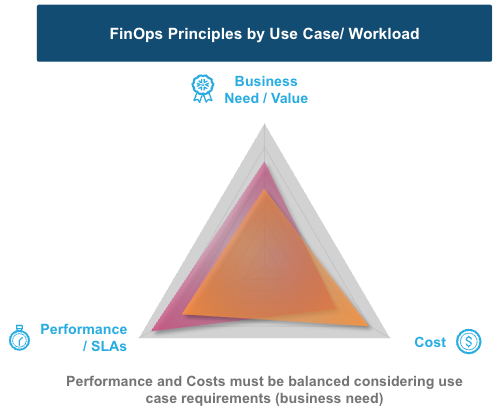 FinOps Principles by Use Case/ Workload
Business
Need / Value
Performance
/ SLAs
Cost
$
Performance and Costs must be balanced considering use
case requirements (business need)